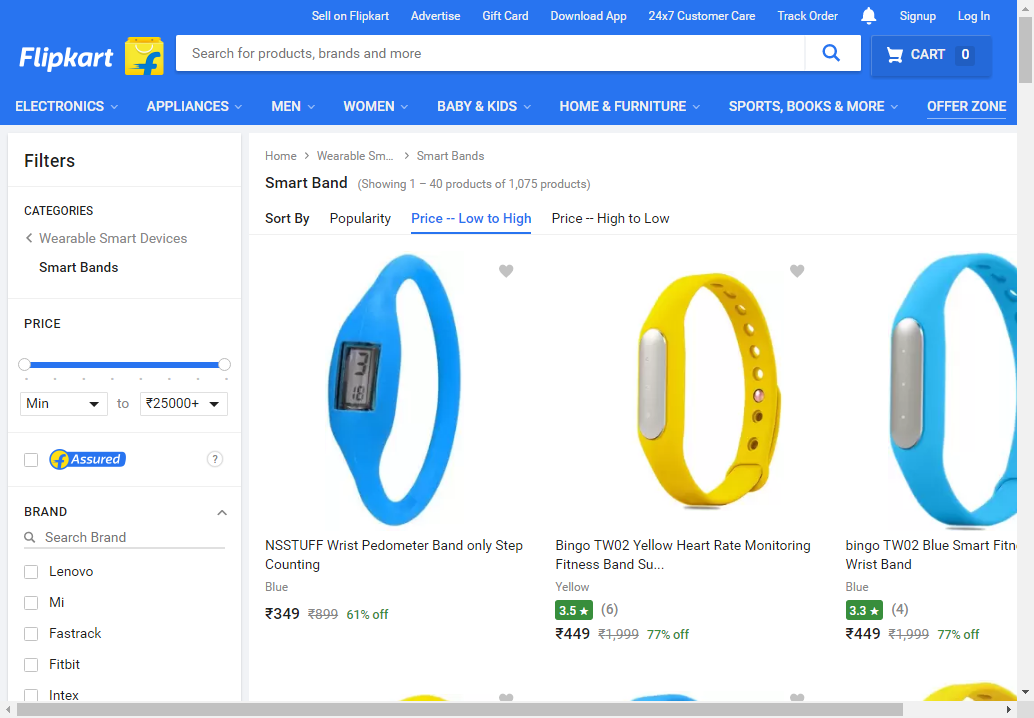 Sell on Flipkart Advertise Gift Card Download App 24x7 Customer Care Track Order Signup Log In
Flipkart
Search for products, brands and more
CART 0
ELECTRONICS APPLIANCES MEN WOMEN BABY & KIDS HOME & FURNITURE SPORTS, BOOKS & MORE OFFER ZONE
Filters
CATEGORIES
Wearable Smart Devices
Smart Bands
PRICE
Min to ₹25000+
Assured ?
BRAND
Search Brand
Lenovo
Mi
Fastrack
Fitbit
Intex
Home > Wearable Sm... > Smart Bands
Smart Band (Showing 1 – 40 products of 1,075 products)
Sort By Popularity Price -- Low to High Price -- High to Low
NSSTUFF Wrist Pedometer Band only Step
Counting
Blue
₹349 ₹899 61% off
Bingo TW02 Yellow Heart Rate Monitoring
Fitness Band Su...
Yellow
3.5 ★ (6)
₹449 ₹1,999 77% off
bingo TW02 Blue Smart Fitn
Wrist Band
Blue
3.3 ★ (4)
₹449 ₹1,999 77% off